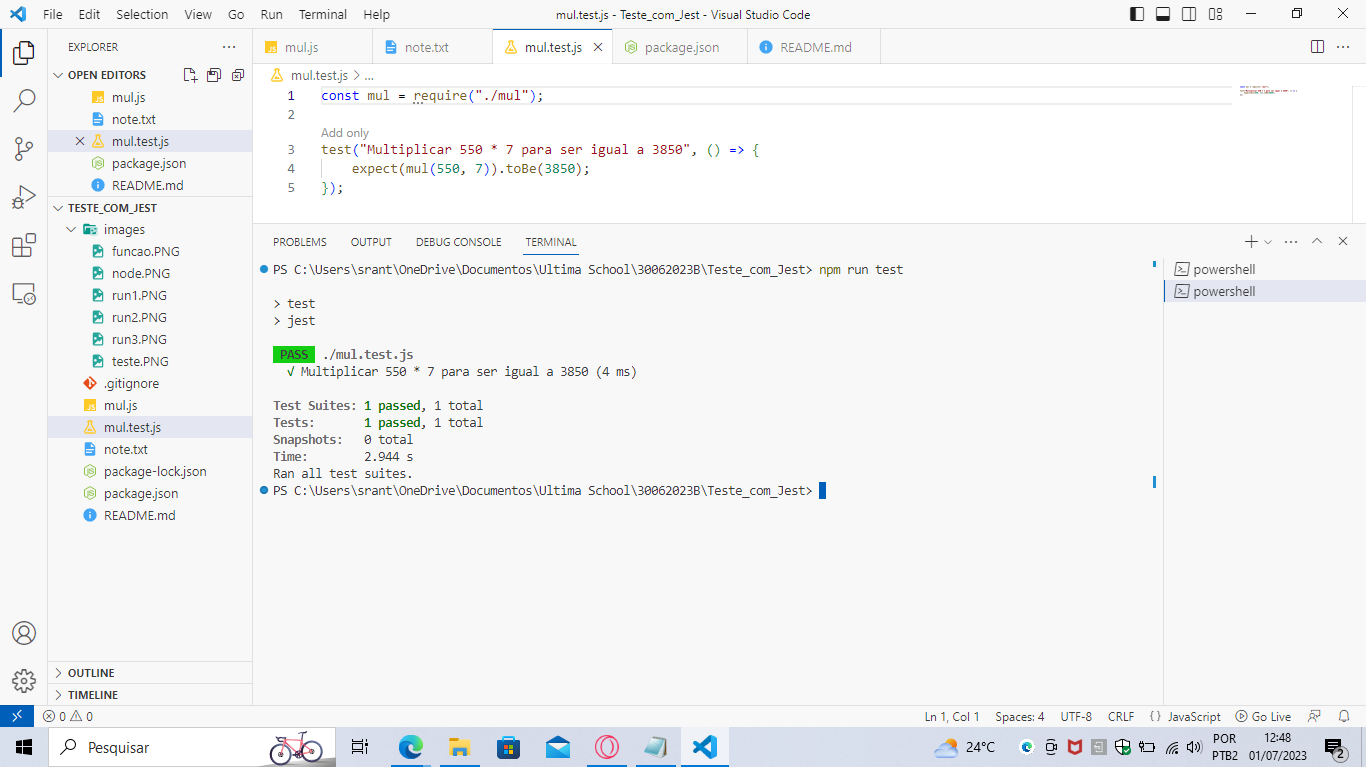 File Edit Selection View Go Run Terminal Help
mul.test.js - Teste_com_Jest - Visual Studio Code
EXPLORER
OPEN EDITORS
mul.js
note.txt
mul.test.js
package.json
README.md
TESTE_COM_JEST
images
funcao.PNG
node.PNG
run1.PNG
run2.PNG
run3.PNG
teste.PNG
.gitignore
mul.js
mul.test.js
note.txt
package-lock.json
package.json
README.md
OUTLINE
TIMELINE
mul.js note.txt mul.test.js package.json README.md
mul.test.js > ...
1 const mul = require("./mul");
2
Add only
3 test("Multiplicar 550 * 7 para ser igual a 3850", () => {
4 expect(mul(550, 7)).toBe(3850);
5 });
PROBLEMS OUTPUT DEBUG CONSOLE TERMINAL
PS C:\Users\srant\OneDrive\Documentos\Ultima School\30062023B\Teste_com_Jest> npm run test
> test
> jest
PASS ./mul.test.js
√ Multiplicar 550 * 7 para ser igual a 3850 (4 ms)
Test Suites: 1 passed, 1 total
Tests: 1 passed, 1 total
Snapshots: 0 total
Time: 2.944 s
Ran all test suites.
PS C:\Users\srant\OneDrive\Documentos\Ultima School\30062023B\Teste_com_Jest>
powershell
powershell
0 0
Ln 1, Col 1 Spaces: 4 UTF-8 CRLF {} JavaScript Go Live
Pesquisar
24°C
POR
PTB2
12:48
01/07/2023
2